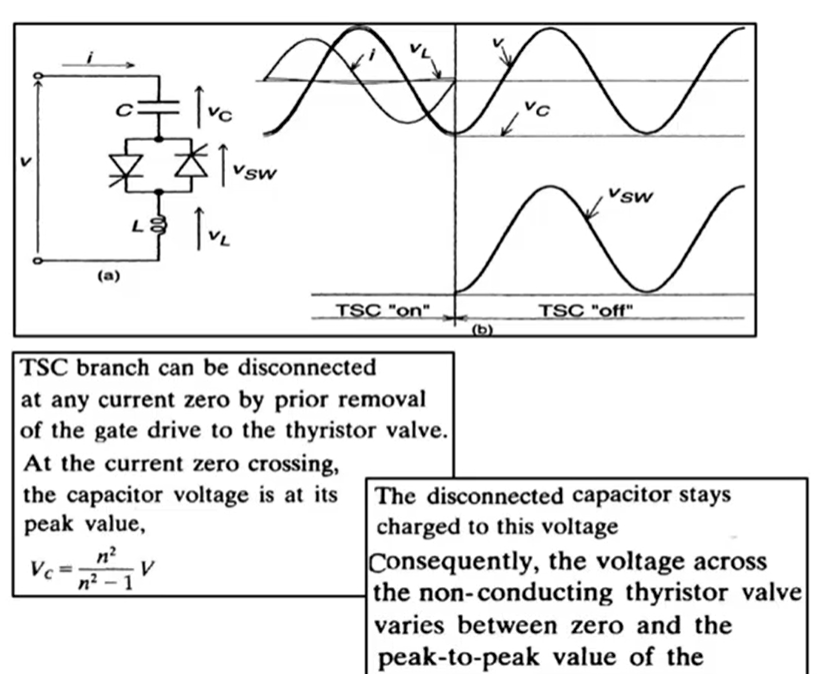 i
C
v_C
v
v_SW
L
v_L
(a)
i
v_L
v
v_C
v_SW
TSC "on"
TSC "off"
(b)
TSC branch can be disconnected
at any current zero by prior removal
of the gate drive to the thyristor valve.
At the current zero crossing,
the capacitor voltage is at its
peak value,
V_C = n² / (n² − 1) V
The disconnected capacitor stays
charged to this voltage
Consequently, the voltage across
the non-conducting thyristor valve
varies between zero and the
peak-to-peak value of the